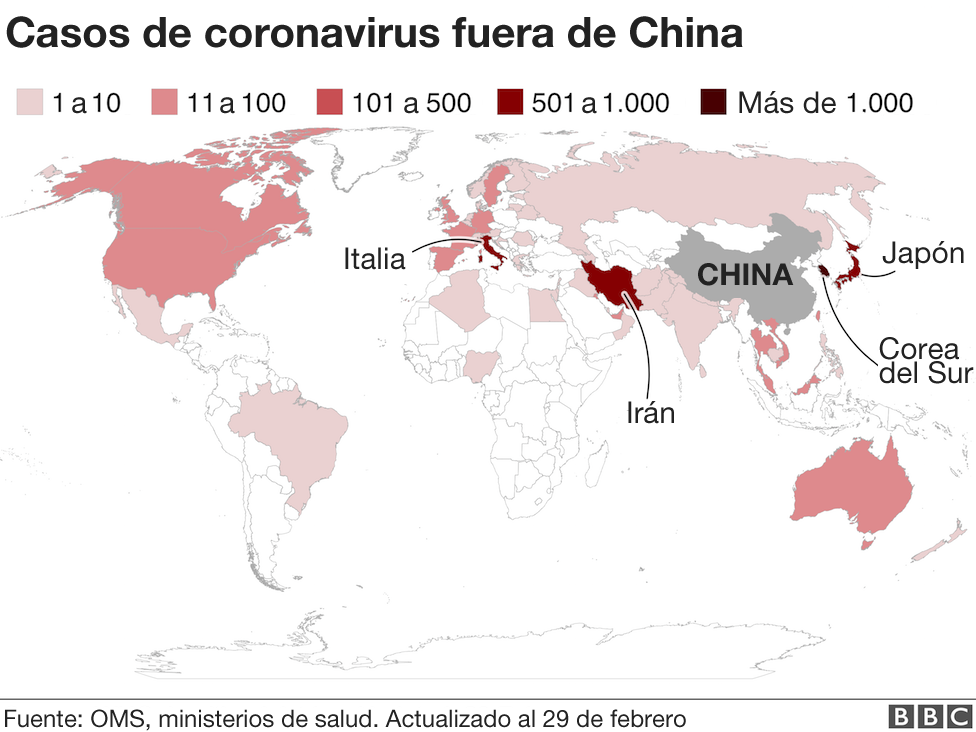 Casos de coronavirus fuera de China
1 a 10 11 a 100 101 a 500 501 a 1.000 Más de 1.000
Italia
CHINA
Japón
Corea
del Sur
Irán
Fuente: OMS, ministerios de salud. Actualizado al 29 de febrero
BBC